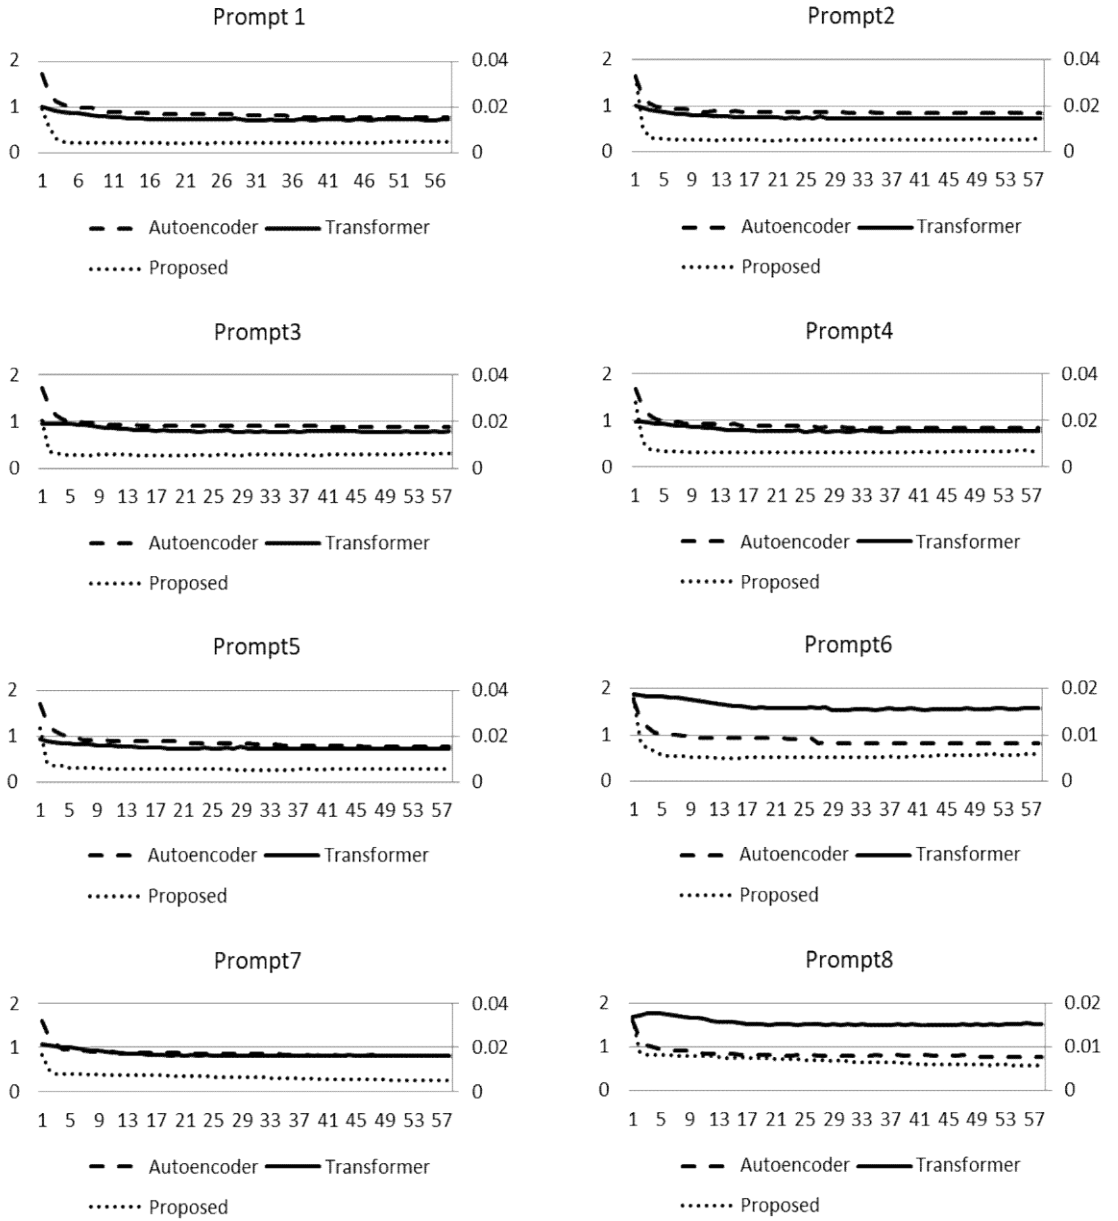 Prompt 1
2 0.04
1 0.02
0 0
1 6 11 16 21 26 31 36 41 46 51 56
Autoencoder Transformer
Proposed
Prompt2
2 0.04
1 0.02
0 0
1 5 9 13 17 21 25 29 33 37 41 45 49 53 57
Autoencoder Transformer
Proposed
Prompt3
2 0.04
1 0.02
0 0
1 5 9 13 17 21 25 29 33 37 41 45 49 53 57
Autoencoder Transformer
Proposed
Prompt4
2 0.04
1 0.02
0 0
1 5 9 13 17 21 25 29 33 37 41 45 49 53 57
Autoencoder Transformer
Proposed
Prompt5
2 0.04
1 0.02
0 0
1 5 9 13 17 21 25 29 33 37 41 45 49 53 57
Autoencoder Transformer
Proposed
Prompt6
2 0.02
1 0.01
0 0
1 5 9 13 17 21 25 29 33 37 41 45 49 53 57
Autoencoder Transformer
Proposed
Prompt7
2 0.04
1 0.02
0 0
1 5 9 13 17 21 25 29 33 37 41 45 49 53 57
Autoencoder Transformer
Proposed
Prompt8
2 0.02
1 0.01
0 0
1 5 9 13 17 21 25 29 33 37 41 45 49 53 57
Autoencoder Transformer
Proposed